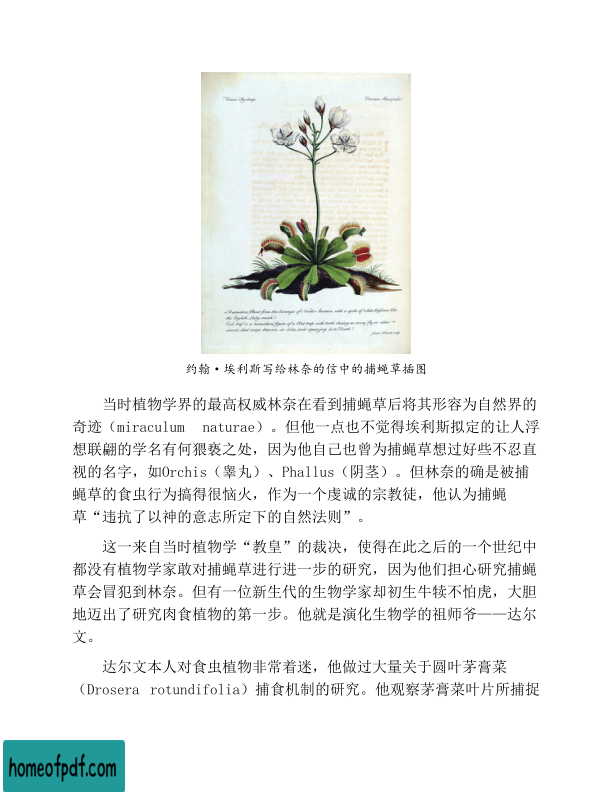 约翰·埃利斯写给林奈的信中的捕蝇草插图
当时植物学界的最高权威林奈在看到捕蝇草后将其形容为自然界的
奇迹（miraculum naturae）。但他一点也不觉得埃利斯拟定的让人浮
想联翩的学名有何猥亵之处，因为他自己也曾为捕蝇草想过好些不忍直
视的名字，如Orchis（睾丸）、Phallus（阴茎）。但林奈的确是被捕
蝇草的食虫行为搞得很恼火，作为一个虔诚的宗教徒，他认为捕蝇
草“违抗了以神的意志所定下的自然法则”。
这一来自当时植物学“教皇”的裁决，使得在此之后的一个世纪中
都没有植物学家敢对捕蝇草进行进一步的研究，因为他们担心研究捕蝇
草会冒犯到林奈。但有一位新生代的生物学家却初生牛犊不怕虎，大胆
地迈出了研究肉食植物的第一步。他就是演化生物学的祖师爷——达尔
文。
达尔文本人对食虫植物非常着迷，他做过大量关于圆叶茅膏菜
（Drosera rotundifolia）捕食机制的研究。他观察茅膏菜叶片所捕捉
homeofpdf.com